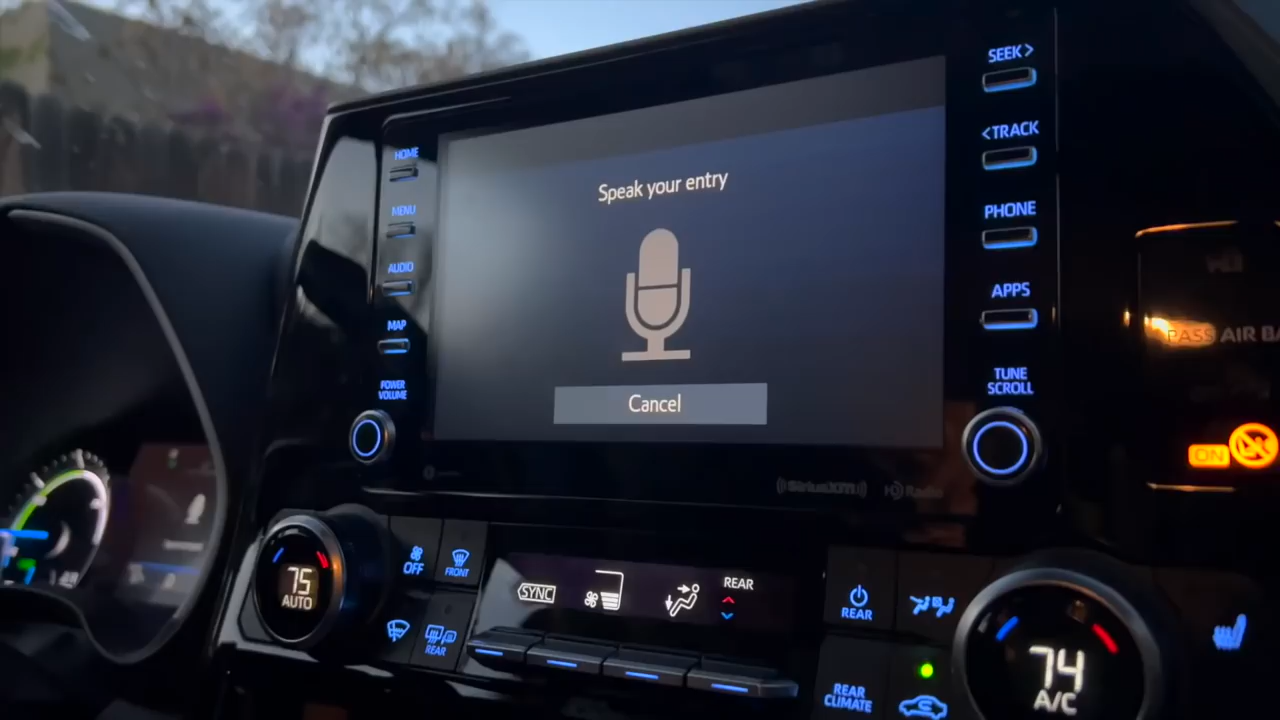 HOME
MENU
AUDIO
MAP
POWER
VOLUME
Speak your entry
Cancel
SEEK>
<TRACK
PHONE
APPS
TUNE
SCROLL
SiriusXM
HD Radio
PASS AIR BA
ON
75
AUTO
OFF
FRONT
REAR
SYNC
REAR
REAR
REAR
CLIMATE
74
A/C